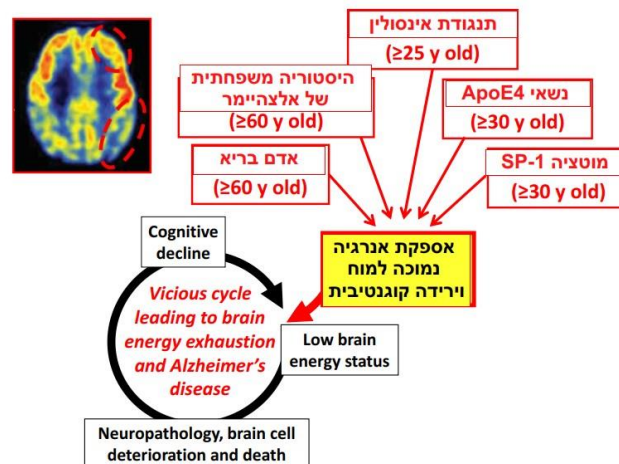 תנגודת אינסולין
(≥25 y old)
היסטוריה משפחתית
של אלצהיימר
(≥60 y old)
נשאי ApoE4
(≥30 y old)
אדם בריא
(≥60 y old)
מוטציה SP-1
(≥30 y old)
אספקת אנרגיה
נמוכה למוח
וירידה קוגנטיבית
Cognitive
decline
Vicious cycle
leading to brain
energy exhaustion
and Alzheimer’s
disease
Low brain
energy status
Neuropathology, brain cell
deterioration and death